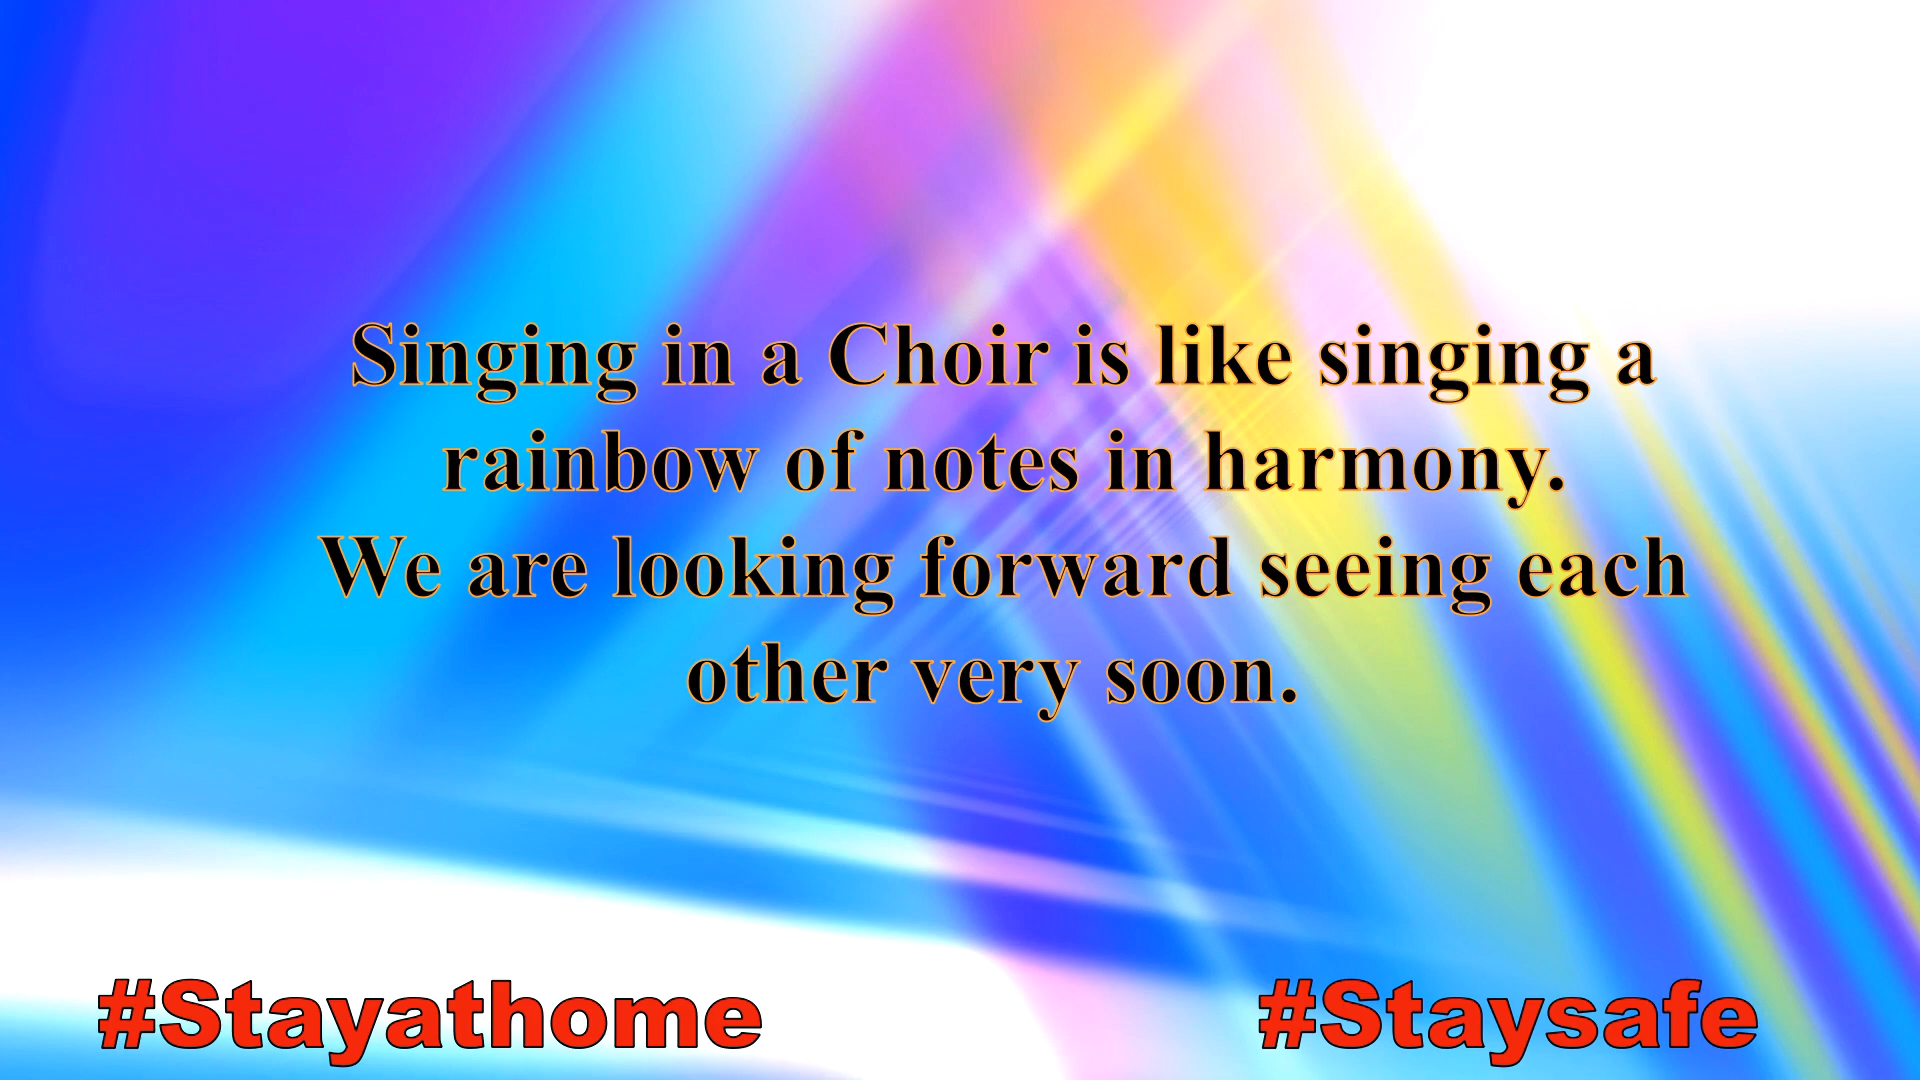 Singing in a Choir is like singing a
rainbow of notes in harmony.
We are looking forward seeing each
other very soon.
#Stayathome #Staysafe